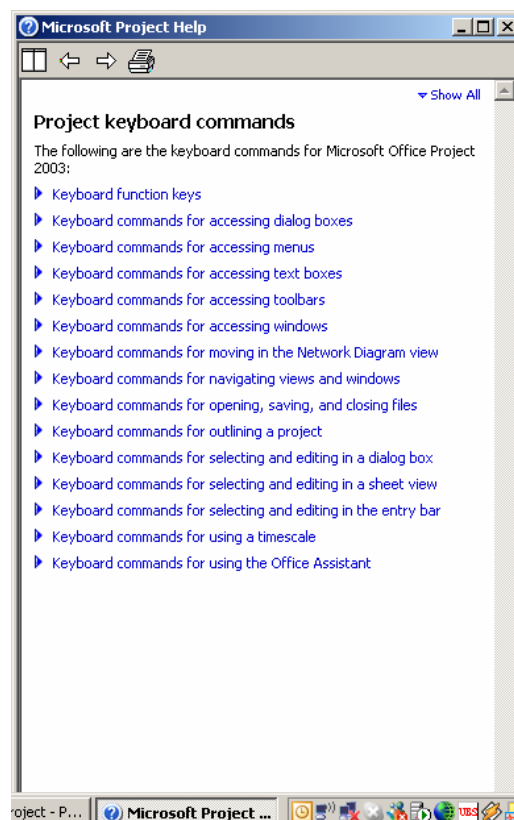 Microsoft Project Help
Show All
Project keyboard commands
The following are the keyboard commands for Microsoft Office Project
2003:
Keyboard function keys
Keyboard commands for accessing dialog boxes
Keyboard commands for accessing menus
Keyboard commands for accessing text boxes
Keyboard commands for accessing toolbars
Keyboard commands for accessing windows
Keyboard commands for moving in the Network Diagram view
Keyboard commands for navigating views and windows
Keyboard commands for opening, saving, and closing files
Keyboard commands for outlining a project
Keyboard commands for selecting and editing in a dialog box
Keyboard commands for selecting and editing in a sheet view
Keyboard commands for selecting and editing in the entry bar
Keyboard commands for using a timescale
Keyboard commands for using the Office Assistant
roject - P... Microsoft Project ... UBS